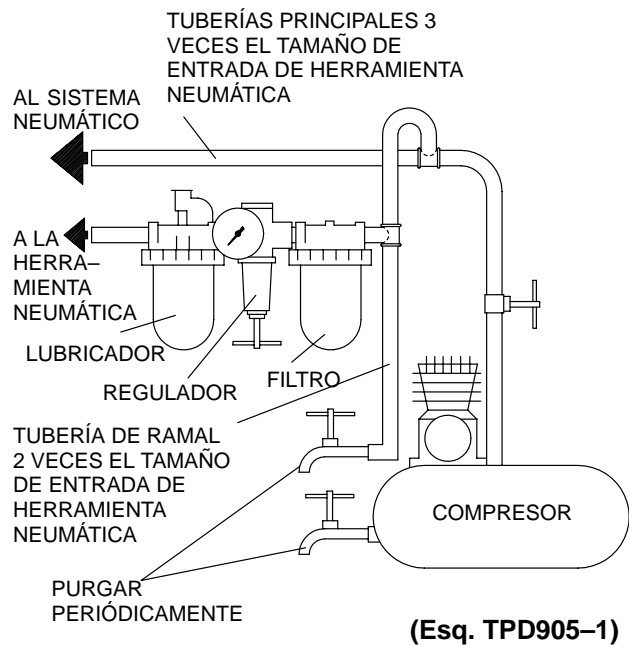 TUBERÍAS PRINCIPALES 3
VECES EL TAMAÑO DE
ENTRADA DE HERRAMIENTA
NEUMÁTICA
AL SISTEMA
NEUMÁTICO
A LA
HERRA–
MIENTA
NEUMÁTICA
LUBRICADOR
REGULADOR
FILTRO
TUBERÍA DE RAMAL
2 VECES EL TAMAÑO
DE ENTRADA DE
HERRAMIENTA
NEUMÁTICA
COMPRESOR
PURGAR
PERIÓDICAMENTE
(Esq. TPD905–1)